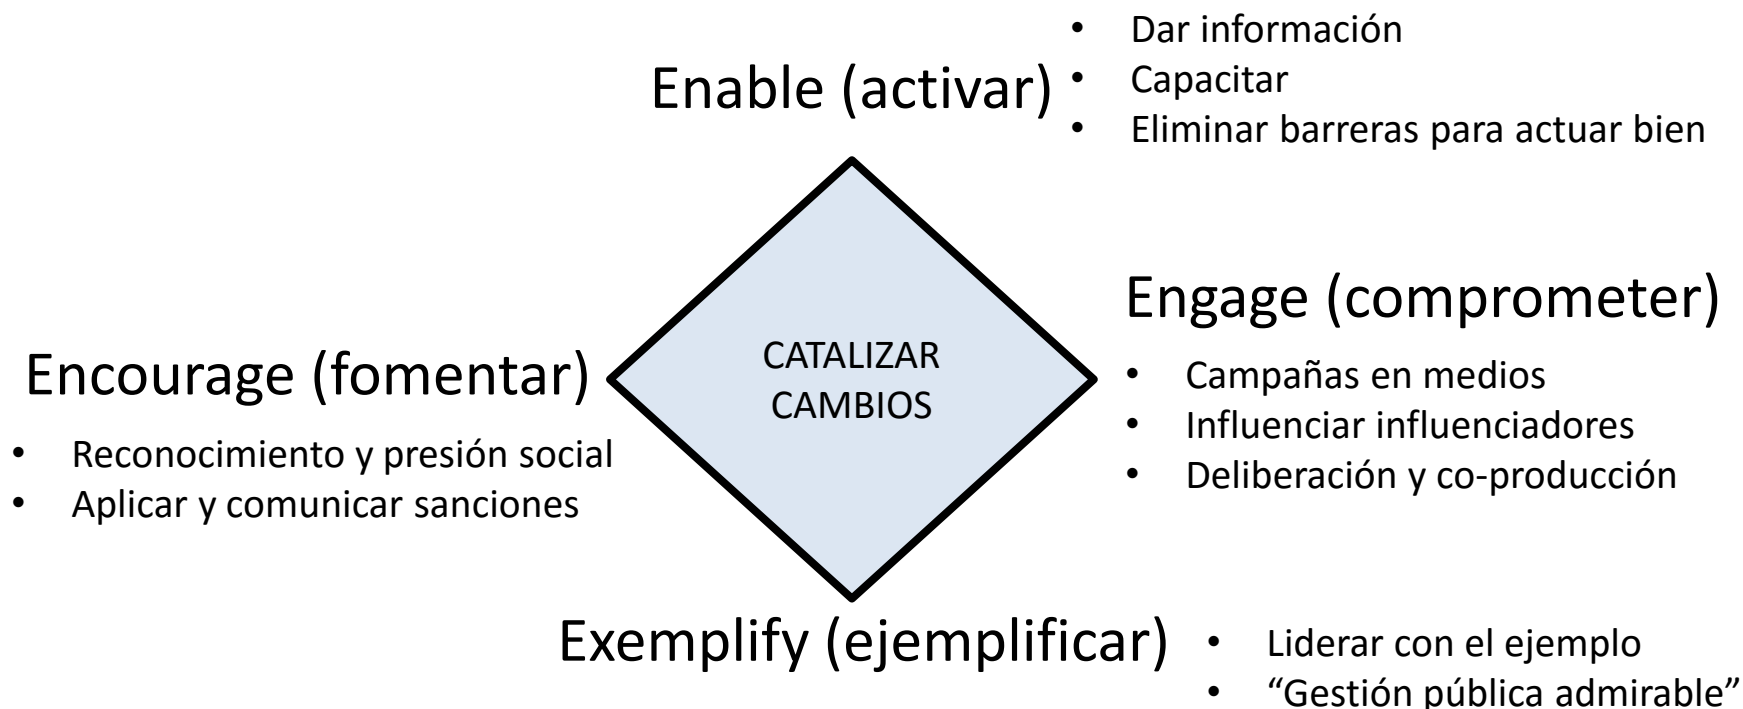 • Dar información
Enable (activar)
• Capacitar
• Eliminar barreras para actuar bien
Engage (comprometer)
• Campañas en medios
• Influenciar influenciadores
• Deliberación y co-producción
CATALIZAR
CAMBIOS
Encourage (fomentar)
• Reconocimiento y presión social
• Aplicar y comunicar sanciones
Exemplify (ejemplificar)
• Liderar con el ejemplo
• “Gestión pública admirable”